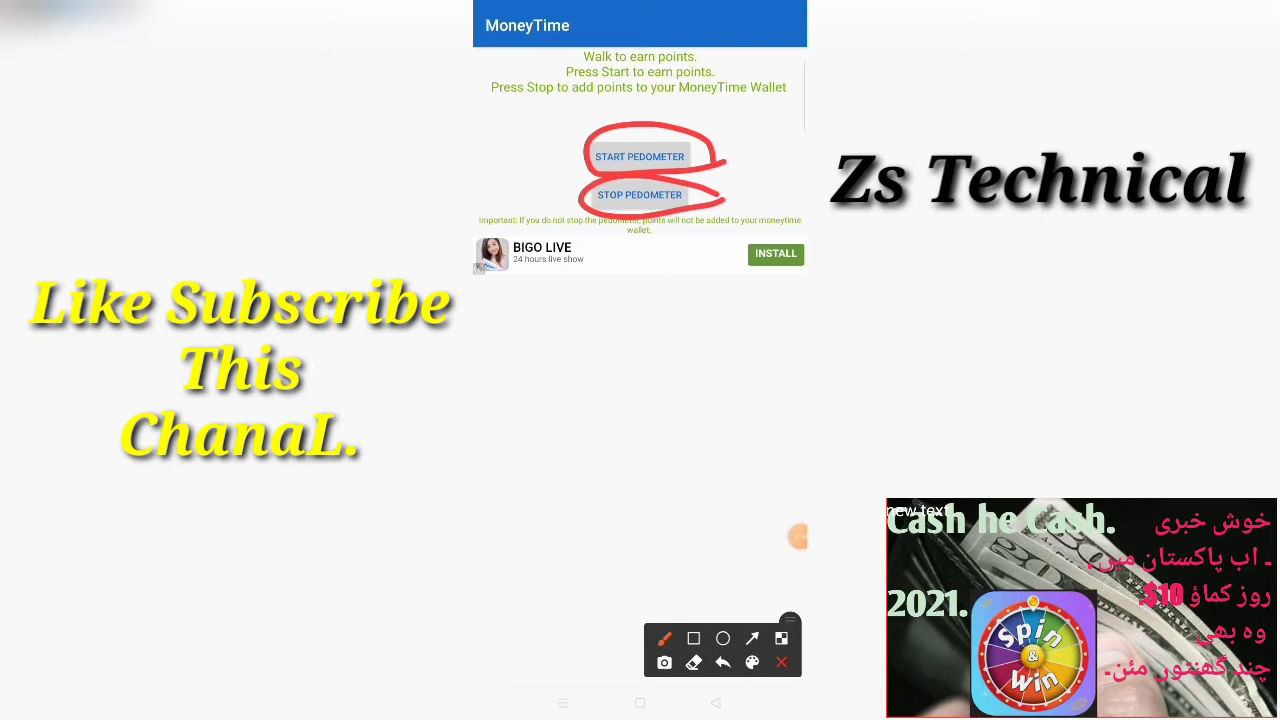 MoneyTime
Walk to earn points.
Press Start to earn points.
Press Stop to add points to your MoneyTime Wallet
START PEDOMETER
STOP PEDOMETER
Important: If you do not stop the pedometer, points will not be added to your moneytime
wallet.
BIGO LIVE
24 hours live show
INSTALL
Zs Technical
Like Subscribe
This
ChanaL.
new text
Cash he Cash.
2021.
خوش خبری
۔ اب پاکستان میں۔
روز کماؤ 10$۔
وہ بھی
چند گھنٹوں مئں۔
Spin
&
Win